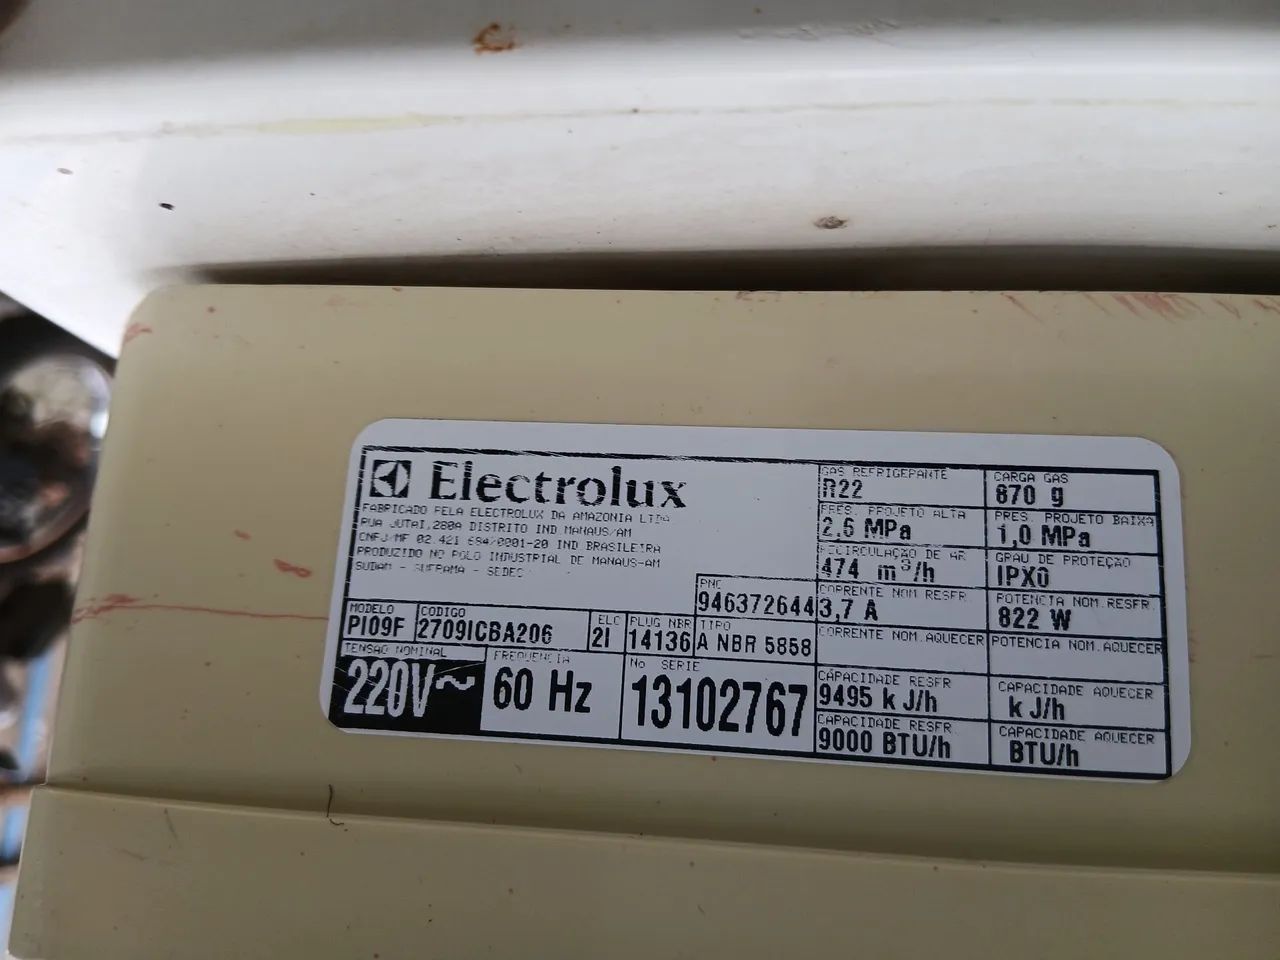 Electrolux
FABRICADO PELA ELECTROLUX DA AMAZONIA LTDA
RUA JUTAI,280A DISTRITO IND MANAUS/AM
CNPJ/MF 02.421 684/0001-20 IND BRASILEIRA
PRODUZIDO NO POLO INDUSTRIAL DE MANAUS-AM
SUDAM - SUFRAMA - SEDEC
PNC
946372644
MODELO
PI09F
CODIGO
2709ICBA206
ELC
2I
PLUG NBR
14136
TIPO
A NBR 5858
TENSAO NOMINAL
220V~
FREQUENCIA
60 Hz
No SERIE
13102767
GAS REFRIGERANTE
R22
CARGA GAS
870 g
PRES. PROJETO ALTA
2,6 MPa
PRES. PROJETO BAIXA
1,0 MPa
RECIRCULAÇÃO DE AR
474 m³/h
GRAU DE PROTEÇÃO
IPX0
CORRENTE NOM RESFR.
3,7 A
POTENCIA NOM.RESFR.
822 W
CORRENTE NOM.AQUECER
POTENCIA NOM.AQUECER
CAPACIDADE RESFR
9495 kJ/h
CAPACIDADE AQUECER
kJ/h
CAPACIDADE RESFR.
9000 BTU/h
CAPACIDADE AQUECER
BTU/h